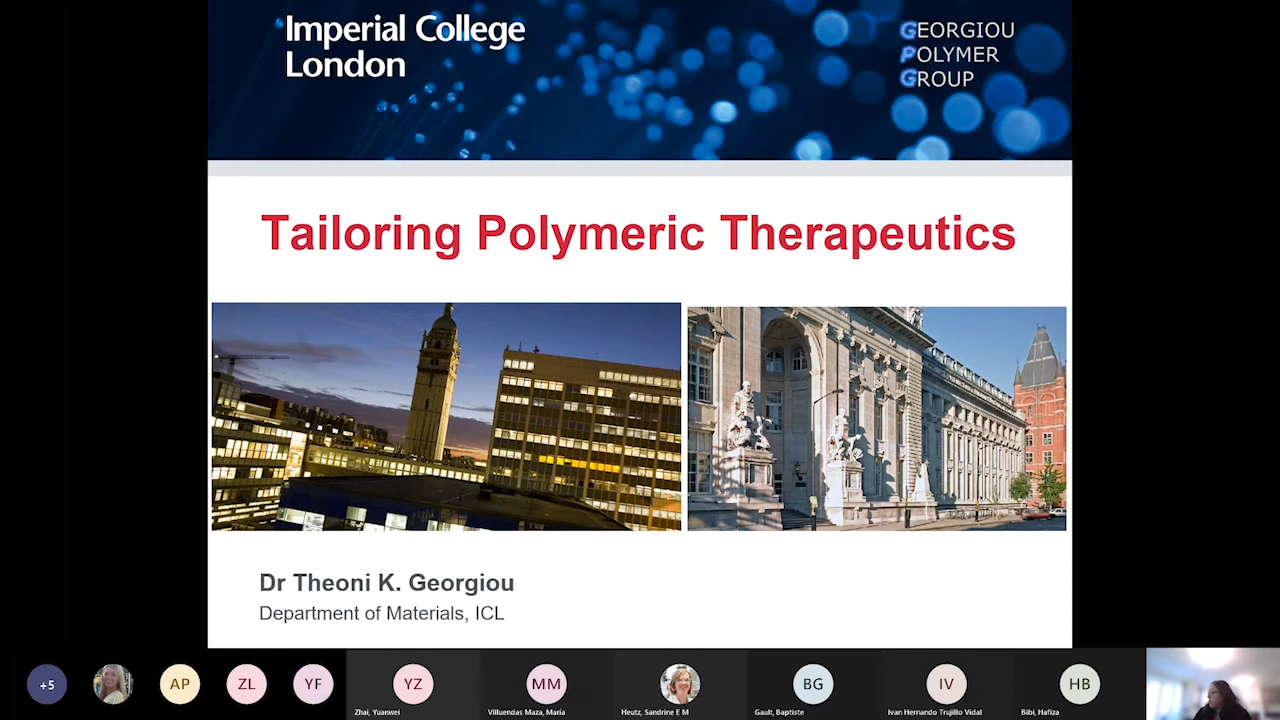 Imperial College
London
GEORGIOU
POLYMER
GROUP
Tailoring Polymeric Therapeutics
Dr Theoni K. Georgiou
Department of Materials, ICL
+5
AP
ZL
YF
YZ
MM
BG
IV
HB
Zhai, Yuanwei
Villuendas Maza, Maria
Heutz, Sandrine E M
Gault, Baptiste
Ivan Hernando Trujillo Vidal
Bibi, Hafiza